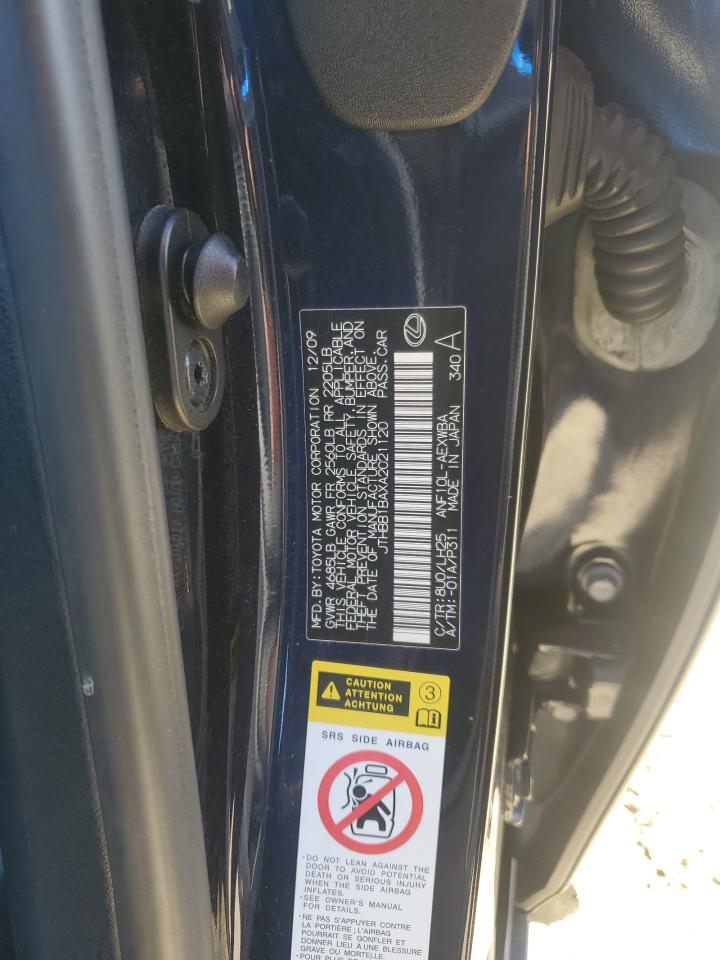 MFD.BY:TOYOTA MOTOR CORPORATION 12/09
GVWR 4685LB GAWR FR 2560LB RR 2205LB
THIS VEHICLE CONFORMS TO ALL APPLICABLE
FEDERAL MOTOR VEHICLE SAFETY, BUMPER, AND
THEFT PREVENTION STANDARDS IN EFFECT ON
THE DATE OF MANUFACTURE SHOWN ABOVE.
JTHBB1BAXA2021120 PASS.CAR
C/TR:8U0/LH25 ANF10L-AEXWBA 340 A
A/TM:-01A/P311 MADE IN JAPAN
CAUTION
ATTENTION
ACHTUNG
3
SRS SIDE AIRBAG
·DO NOT LEAN AGAINST THE
DOOR TO AVOID POTENTIAL
DEATH OR SERIOUS INJURY
WHEN THE SIDE AIRBAG
INFLATES.
·SEE OWNER'S MANUAL
FOR DETAILS.
·NE PAS S'APPUYER CONTRE
LA PORTIÈRE; L'AIRBAG
POURRAIT SE GONFLER ET
DONNER LIEU À UNE BLESSURE
GRAVE OU MORTELLE.
·POUR PLUS DE